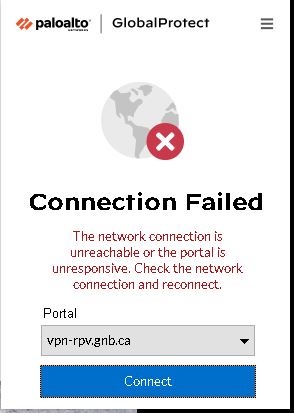 paloalto NETWORKS | GlobalProtect
Connection Failed
The network connection is
unreachable or the portal is
unresponsive. Check the network
connection and reconnect.
Portal
vpn-rpv.gnb.ca
Connect